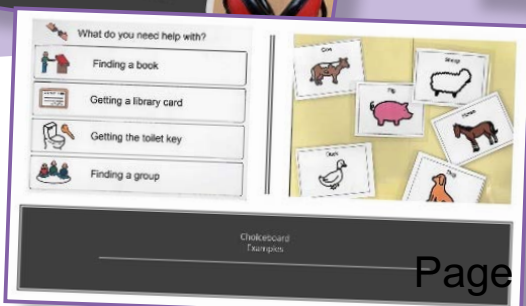 What do you need help with?
Finding a book
Getting a library card
Getting the toilet key
Finding a group
Cow
Sheep
Pig
Horse
Duck
Dog
Choiceboard
Examples
Page